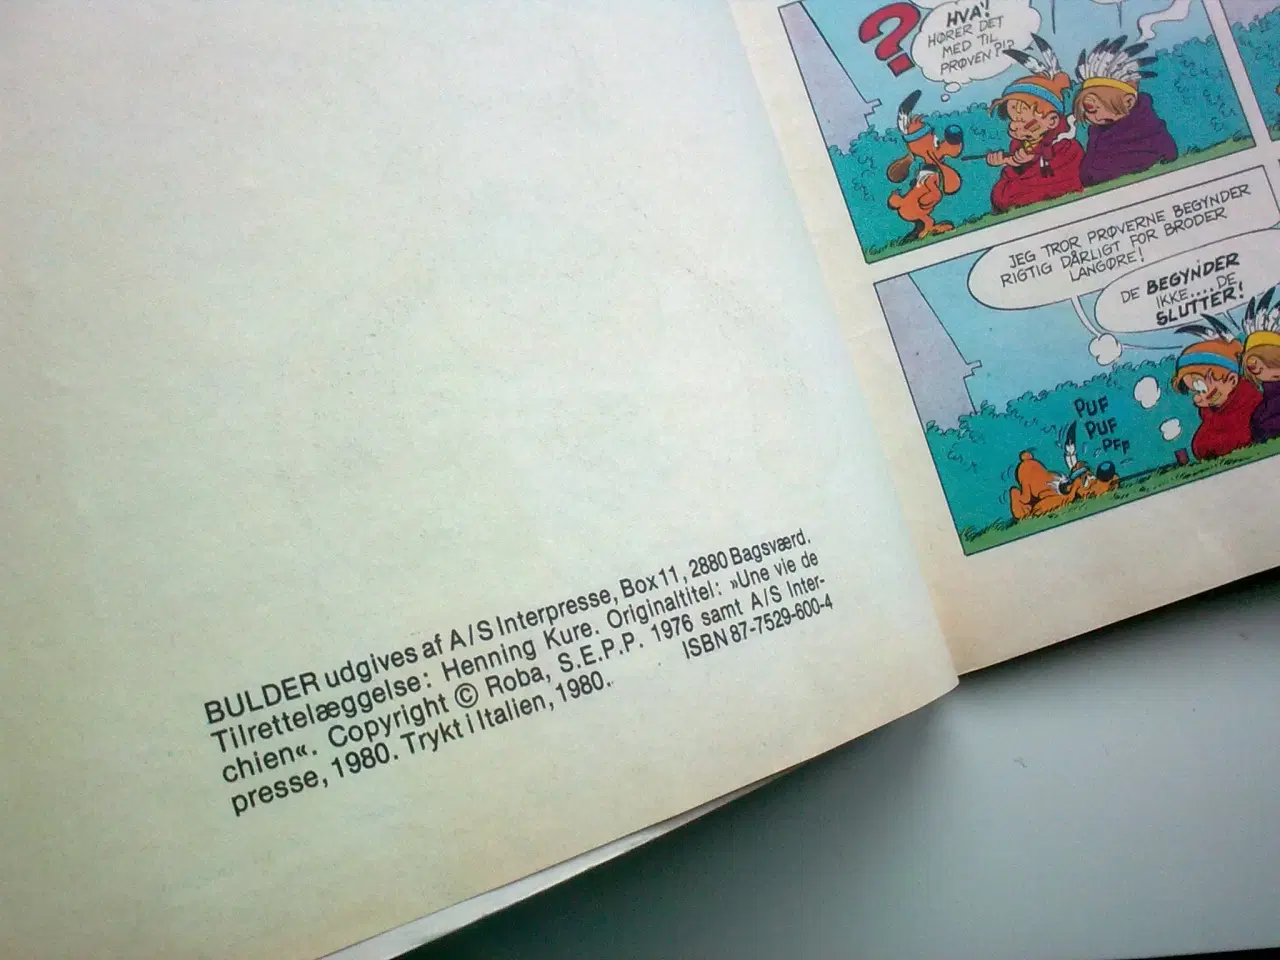 BULDER udgives af A/S Interpresse, Box 11, 2880 Bagsværd.
Tilrettelæggelse: Henning Kure. Originaltitel: »Une vie de
chien«. Copyright © Roba, S.E.P.P. 1976 samt A/S Inter-
presse, 1980. Trykt i Italien, 1980.
ISBN 87-7529-600-4
?
HVA'!
HØRER DET
MED TIL
PRØVEN?!?
JEG TROR PRØVERNE BEGYNDER
RIGTIG DÅRLIGT FOR BRODER
LANGØRE!
DE BEGYNDER
IKKE....DE
SLUTTER!
PUF
PUF
PFF